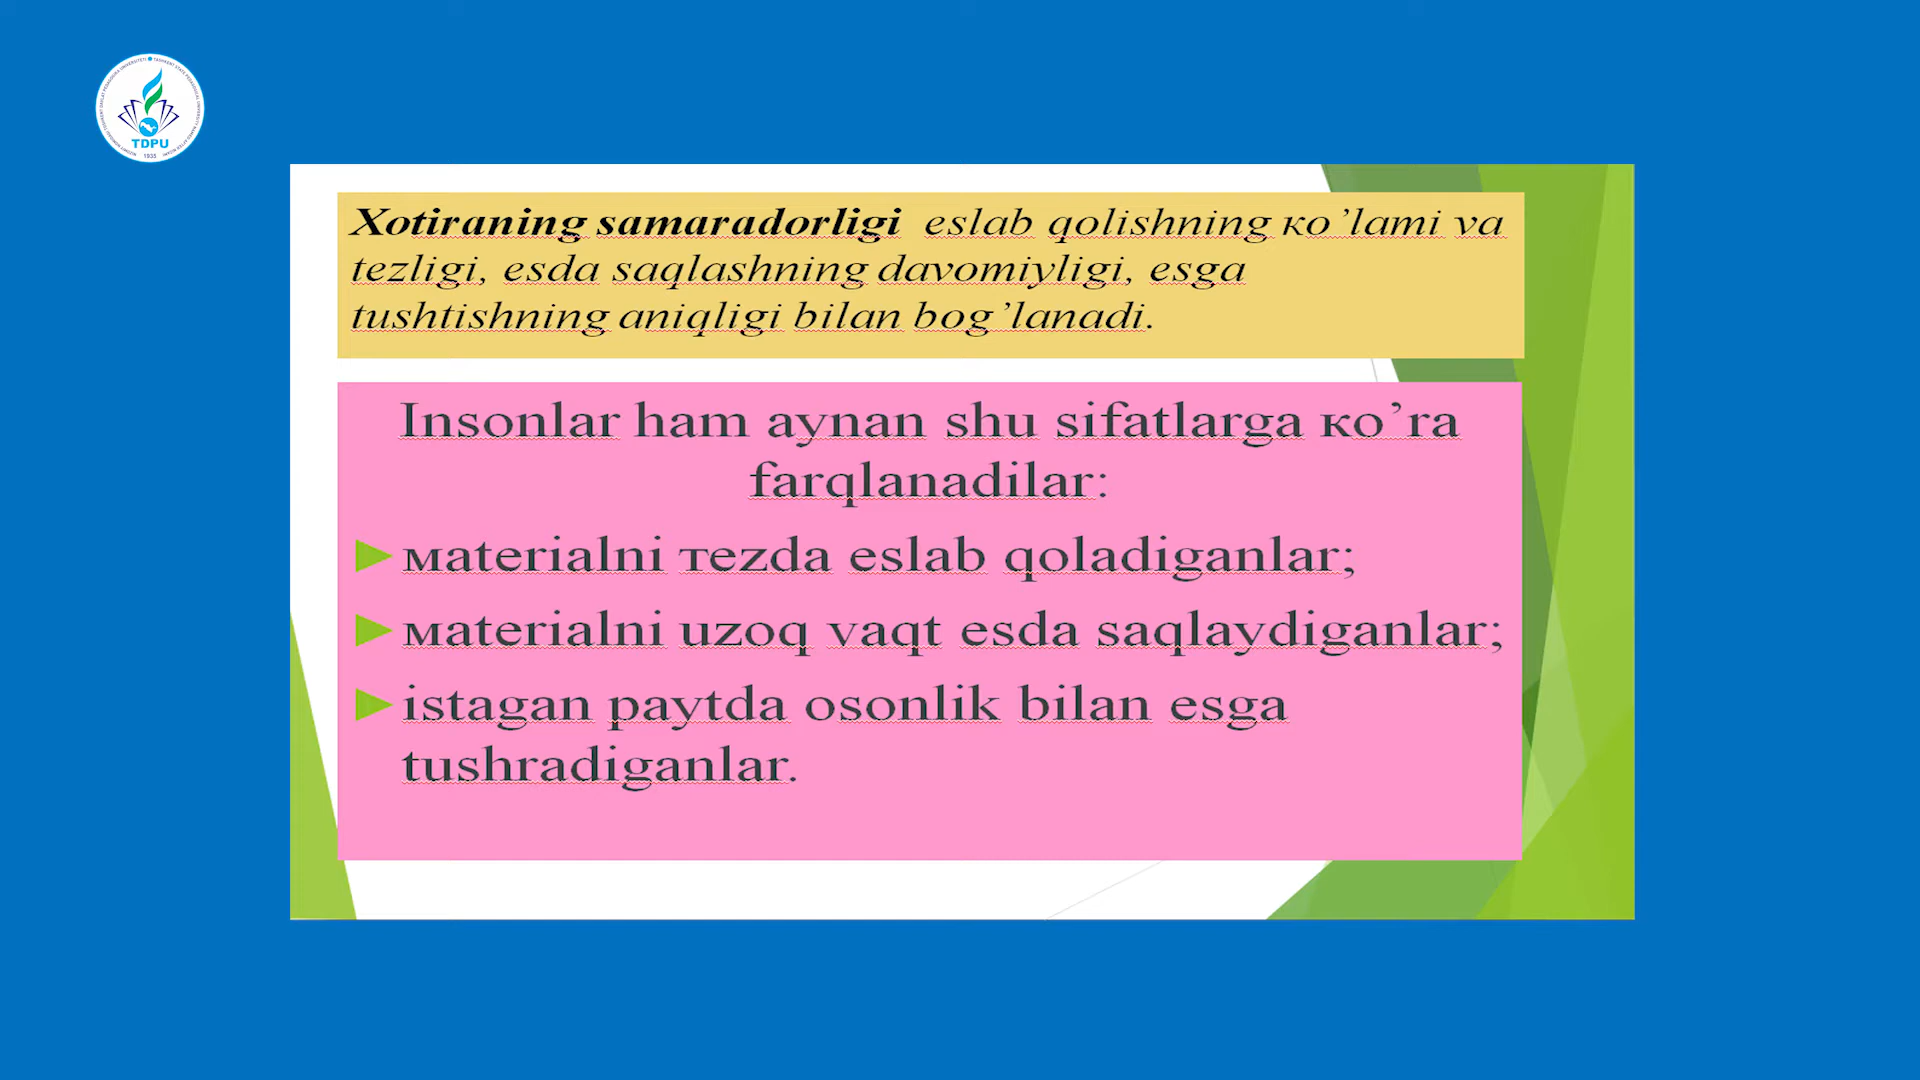 TDPU
1935
Xotiraning samaradorligi eslab qolishning кo’lami va
tezligi, esda saqlashning davomiyligi, esga
tushtishning aniqligi bilan bog’lanadi.
Insonlar ham aynan shu sifatlarga кo’ra
farqlanadilar:
мaterialni тezda eslab qoladiganlar;
мaterialni uzoq vaqt esda saqlaydiganlar;
istagan paytda osonlik bilan esga
tushradiganlar.